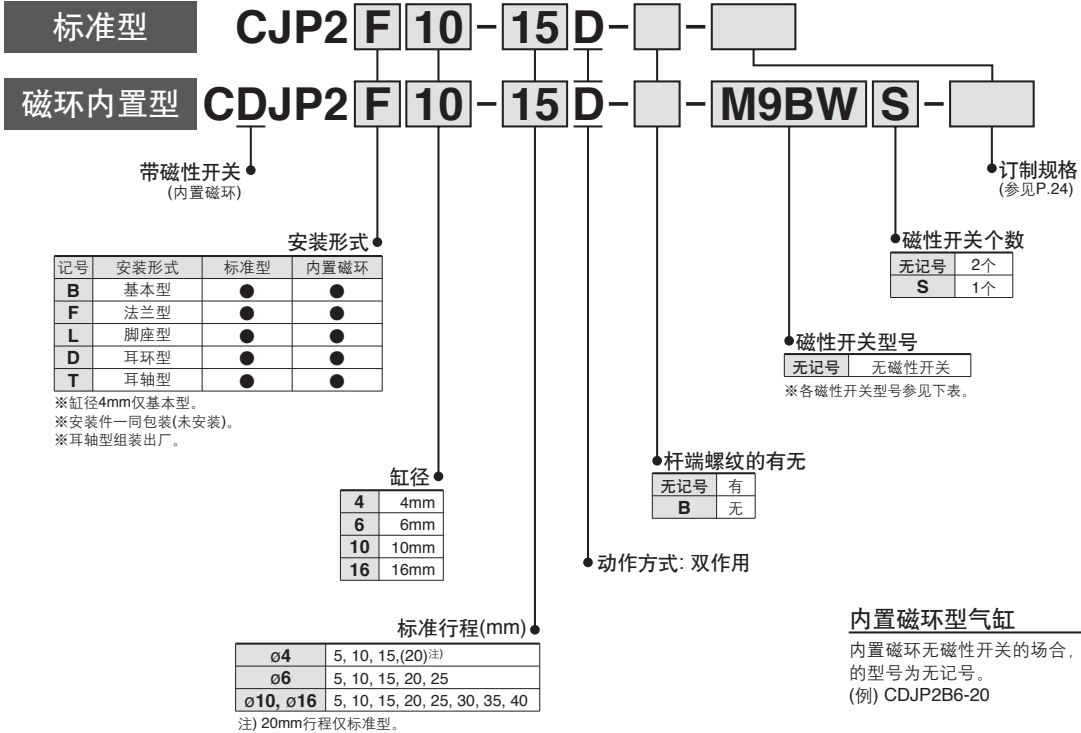 标准型 CJP2 F 10 - 15 D - -
磁环内置型 CDJP2 F 10 - 15 D - - M9BW S -
带磁性开关
(内置磁环)
订制规格
(参见P.24)
安装形式
记号 安装形式 标准型 内置磁环
B 基本型 ● ●
F 法兰型 ● ●
L 脚座型 ● ●
D 耳环型 ● ●
T 耳轴型 ● ●
※缸径4mm仅基本型。
※安装件一同包装(未安装)。
※耳轴型组装出厂。
磁性开关个数
无记号 2个
S 1个
磁性开关型号
无记号 无磁性开关
※各磁性开关型号参见下表。
杆端螺纹的有无
无记号 有
B 无
缸径
4 4mm
6 6mm
10 10mm
16 16mm
动作方式: 双作用
标准行程(mm)
ø4 5, 10, 15,(20)注)
ø6 5, 10, 15, 20, 25
ø10, ø16 5, 10, 15, 20, 25, 30, 35, 40
注) 20mm行程仅标准型。
内置磁环型气缸
内置磁环无磁性开关的场合,
的型号为无记号。
(例) CDJP2B6-20